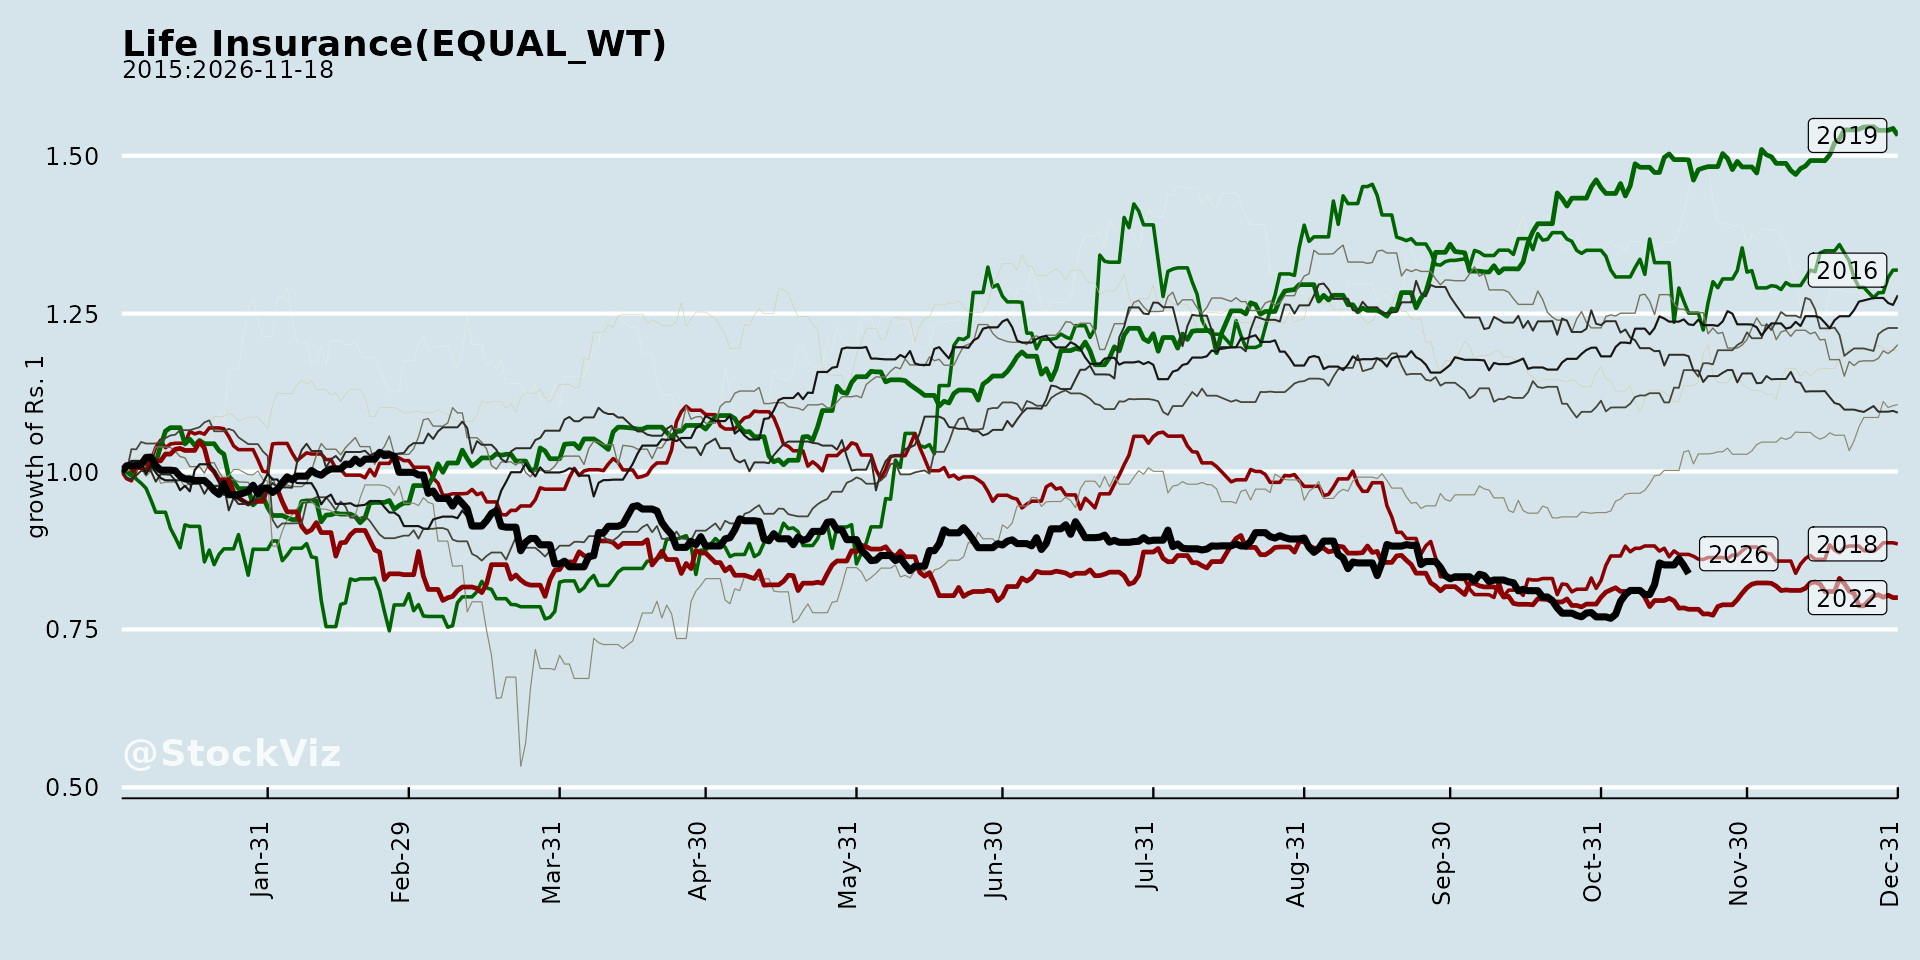 Life Insurance(EQUAL_WT)
2015:2026-11-18
growth of Rs. 1
1.50
1.25
1.00
0.75
0.50
2019
2016
2018
2026
2022
@StockViz
Jan-31
Feb-29
Mar-31
Apr-30
May-31
Jun-30
Jul-31
Aug-31
Sep-30
Oct-31
Nov-30
Dec-31